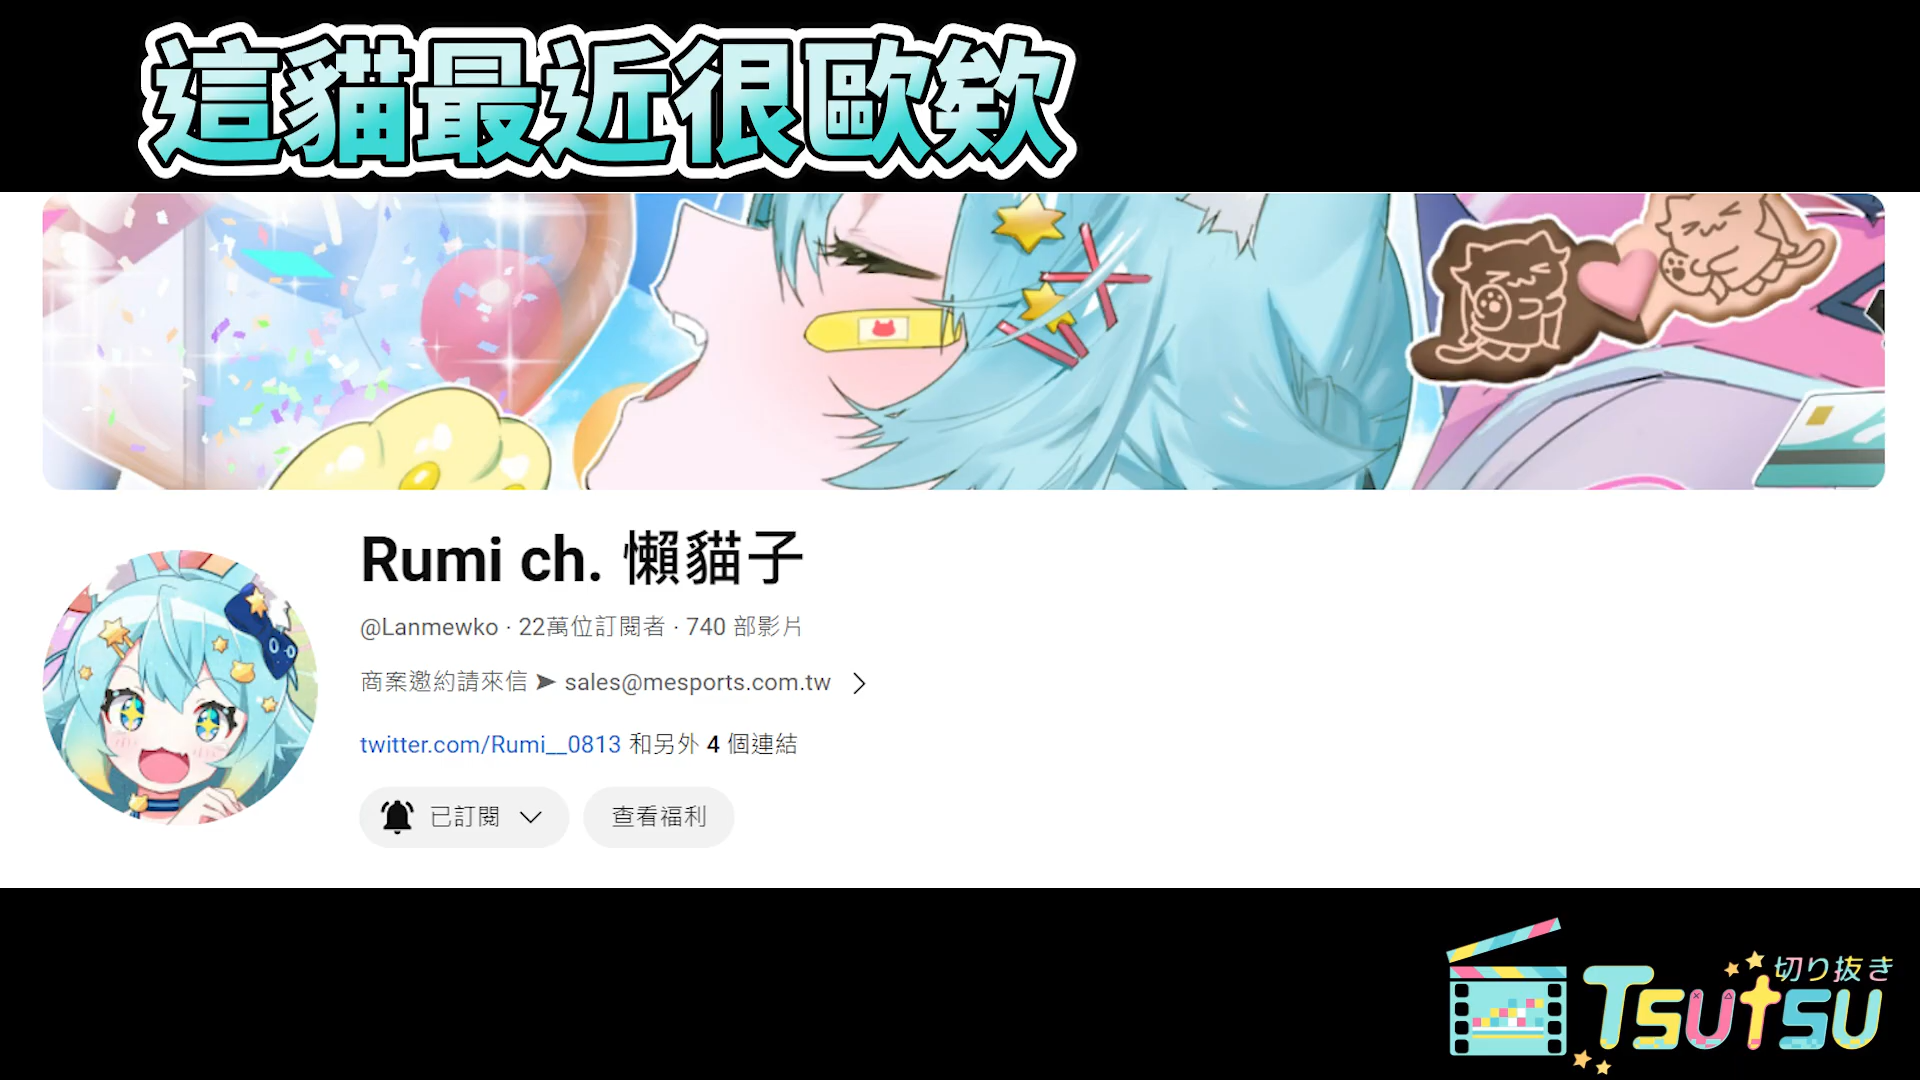 這貓最近很歐欸
Rumi ch. 懶貓子
@Lanmewko · 22萬位訂閱者 · 740 部影片
商案邀約請來信 ➤ sales@mesports.com.tw
twitter.com/Rumi__0813 和另外 4 個連結
已訂閱
查看福利
切り抜き
Tsutsu